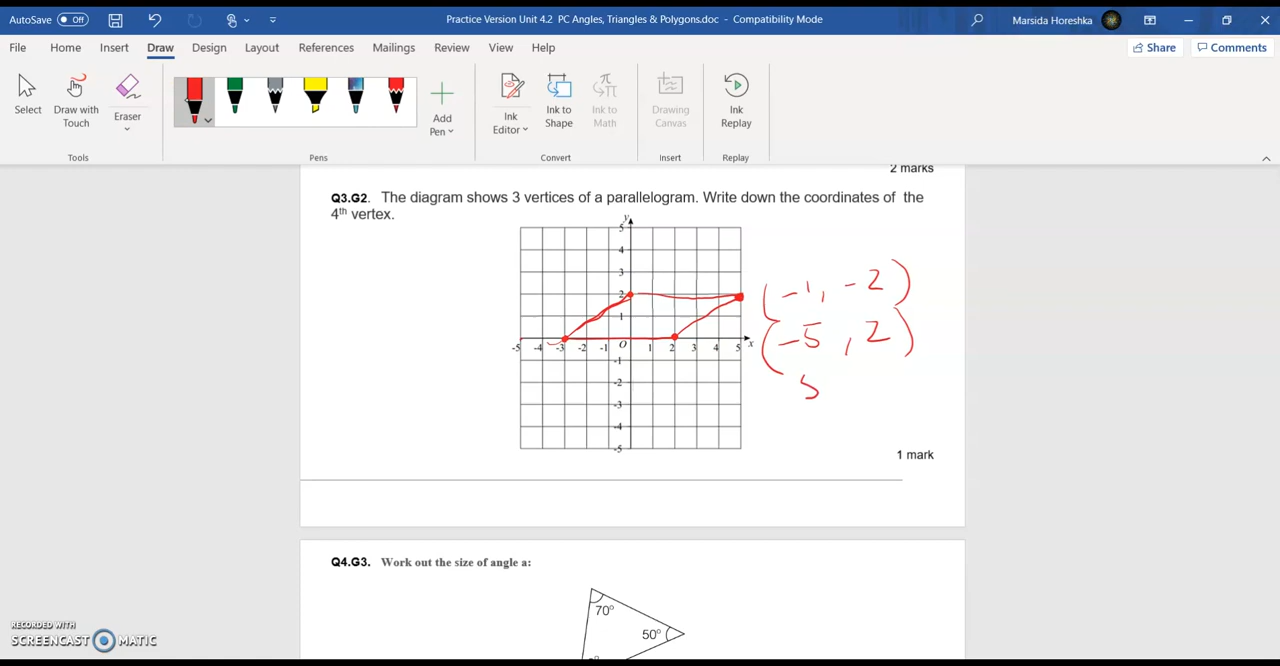 AutoSave Off Practice Version Unit 4.2 PC Angles, Triangles & Polygons.doc - Compatibility Mode Marsida Horeshka
File Home Insert Draw Design Layout References Mailings Review View Help Share Comments
Select Draw with Touch Eraser Add Pen Ink Editor Ink to Shape Ink to Math Drawing Canvas Ink Replay
Tools Pens Convert Insert Replay
2 marks
Q3.G2. The diagram shows 3 vertices of a parallelogram. Write down the coordinates of the
4th vertex.
y
5
4
3
2
1
-5 -4 -3 -2 -1 O 1 2 3 4 5 x
-1
-2
-3
-4
-5
(-1, -2)
(-5, 2)
5
1 mark
Q4.G3. Work out the size of angle a:
70°
50°
RECORDED WITH
SCREENCAST MATIC